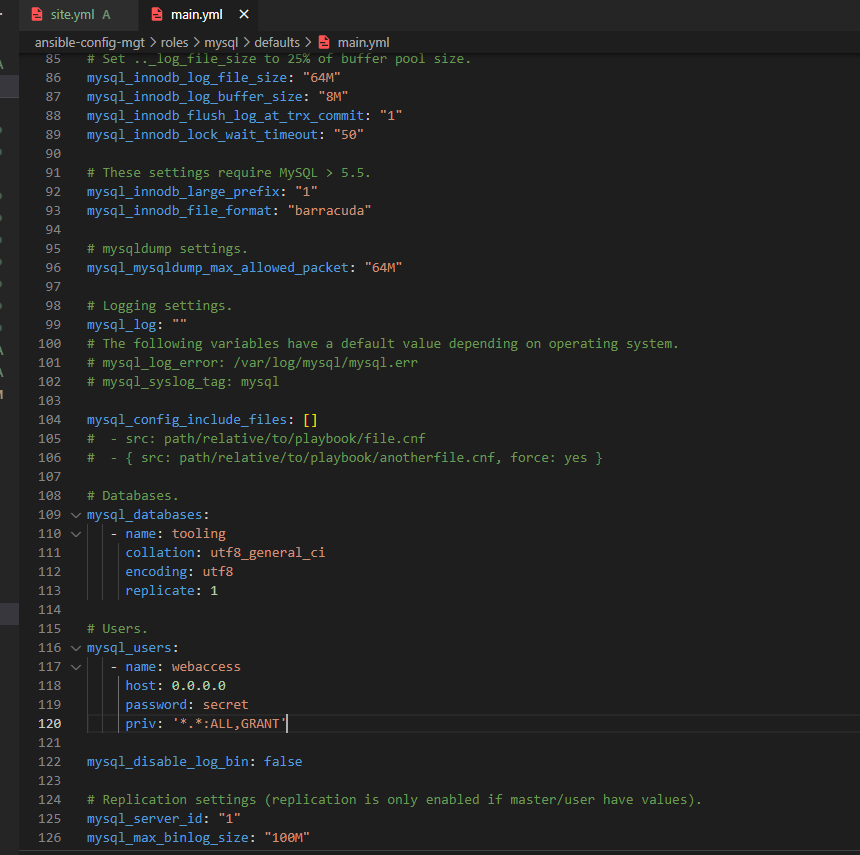 site.yml A
main.yml ×
ansible-config-mgt > roles > mysql > defaults > main.yml
85 # Set .._log_file_size to 25% of buffer pool size.
86 mysql_innodb_log_file_size: "64M"
87 mysql_innodb_log_buffer_size: "8M"
88 mysql_innodb_flush_log_at_trx_commit: "1"
89 mysql_innodb_lock_wait_timeout: "50"
90
91 # These settings require MySQL > 5.5.
92 mysql_innodb_large_prefix: "1"
93 mysql_innodb_file_format: "barracuda"
94
95 # mysqldump settings.
96 mysql_mysqldump_max_allowed_packet: "64M"
97
98 # Logging settings.
99 mysql_log: ""
100 # The following variables have a default value depending on operating system.
101 # mysql_log_error: /var/log/mysql/mysql.err
102 # mysql_syslog_tag: mysql
103
104 mysql_config_include_files: []
105 #  - src: path/relative/to/playbook/file.cnf
106 #  - { src: path/relative/to/playbook/anotherfile.cnf, force: yes }
107
108 # Databases.
109 mysql_databases:
110    - name: tooling
111      collation: utf8_general_ci
112      encoding: utf8
113      replicate: 1
114
115 # Users.
116 mysql_users:
117    - name: webaccess
118      host: 0.0.0.0
119      password: secret
120      priv: '*.*:ALL,GRANT'
121
122 mysql_disable_log_bin: false
123
124 # Replication settings (replication is only enabled if master/user have values).
125 mysql_server_id: "1"
126 mysql_max_binlog_size: "100M"